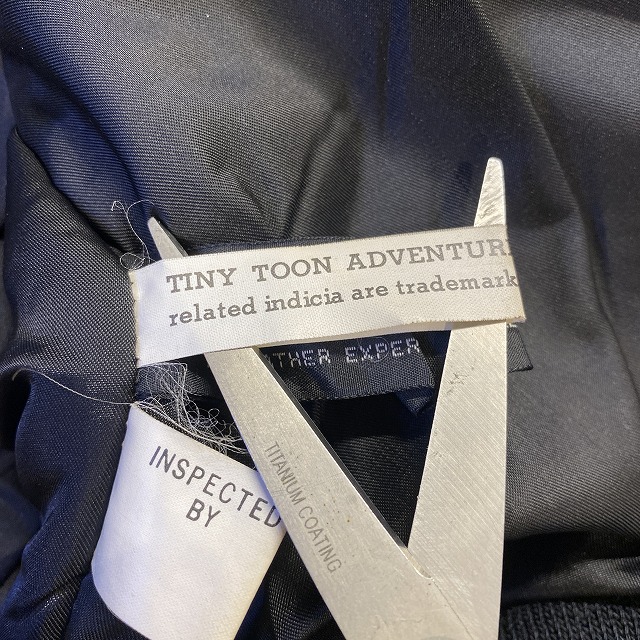 TINY TOON ADVENTUR
related indicia are trademark
THER EXPER
INSPECTED
BY
TITANIUM COATING